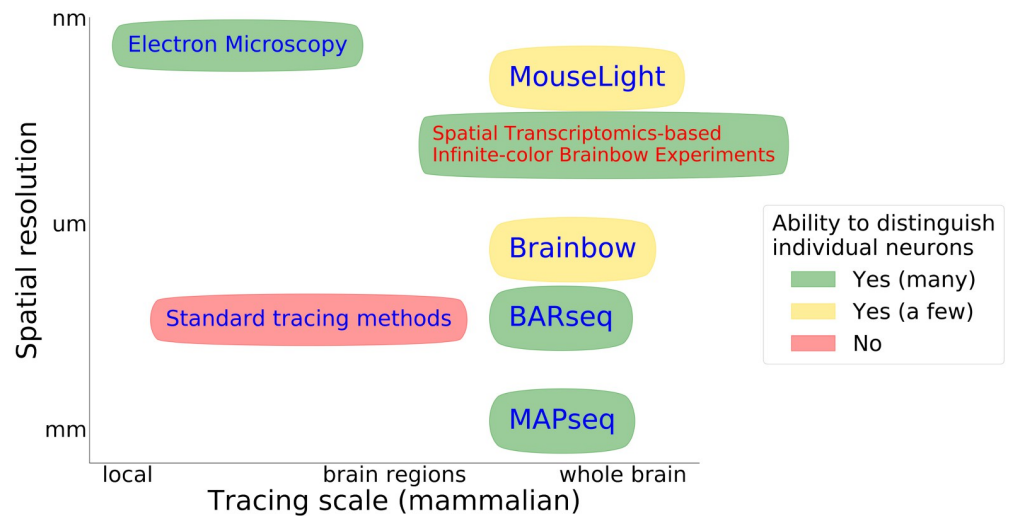 nm
Electron Microscopy
MouseLight
Spatial Transcriptomics-based
Infinite-color Brainbow Experiments
Spatial resolution
um
Brainbow
Standard tracing methods
BARseq
mm
MAPseq
local
brain regions
whole brain
Tracing scale (mammalian)
Ability to distinguish
individual neurons
Yes (many)
Yes (a few)
No